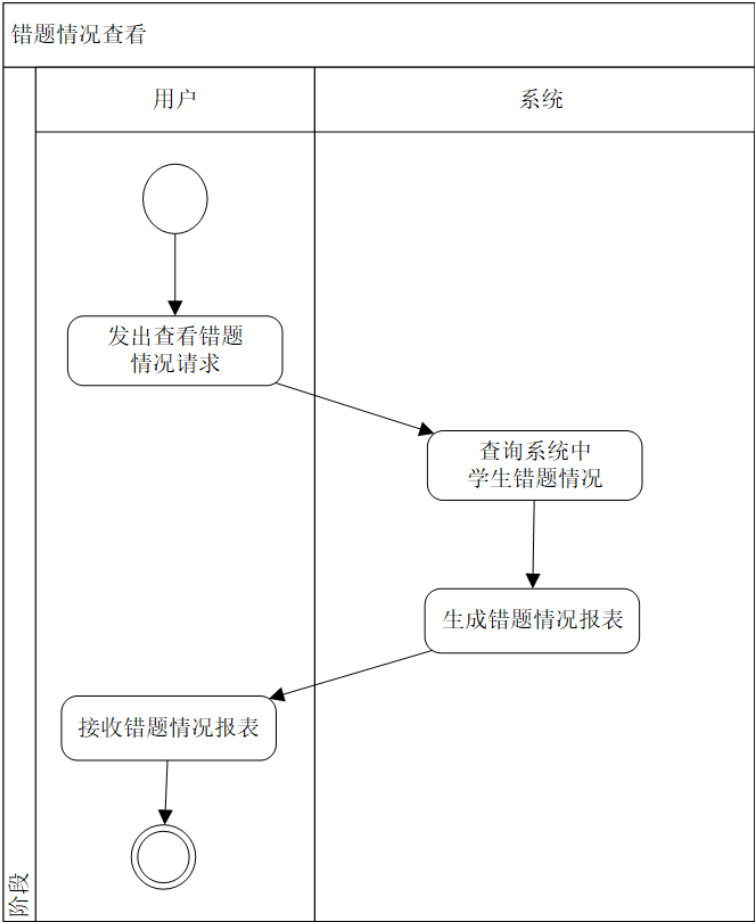 错题情况查看
用户
系统
发出查看错题
情况请求
查询系统中
学生错题情况
生成错题情况报表
接收错题情况报表
阶段